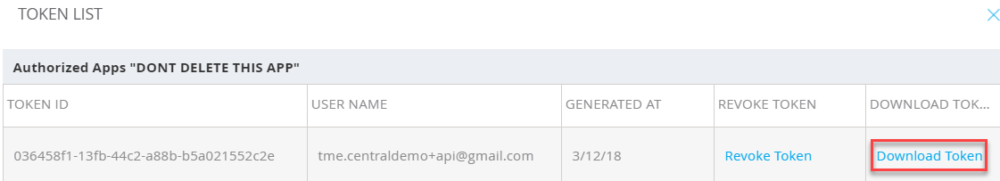 TOKEN LIST
Authorized Apps "DONT DELETE THIS APP"
TOKEN ID USER NAME GENERATED AT REVOKE TOKEN DOWNLOAD TOK...
036458f1-13fb-44c2-a88b-b5a021552c2e tme.centraldemo+api@gmail.com 3/12/18 Revoke Token Download Token